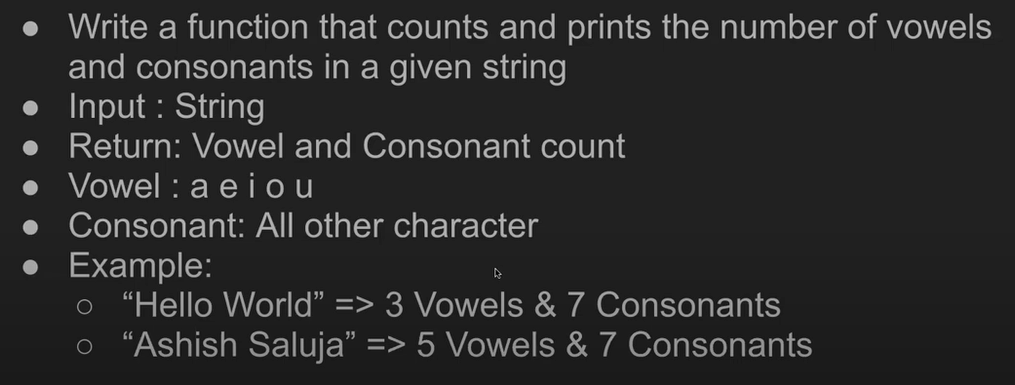 ● Write a function that counts and prints the number of vowels
and consonants in a given string
● Input : String
● Return: Vowel and Consonant count
● Vowel : a e i o u
● Consonant: All other character
● Example:
○ “Hello World” => 3 Vowels & 7 Consonants
○ “Ashish Saluja” => 5 Vowels & 7 Consonants